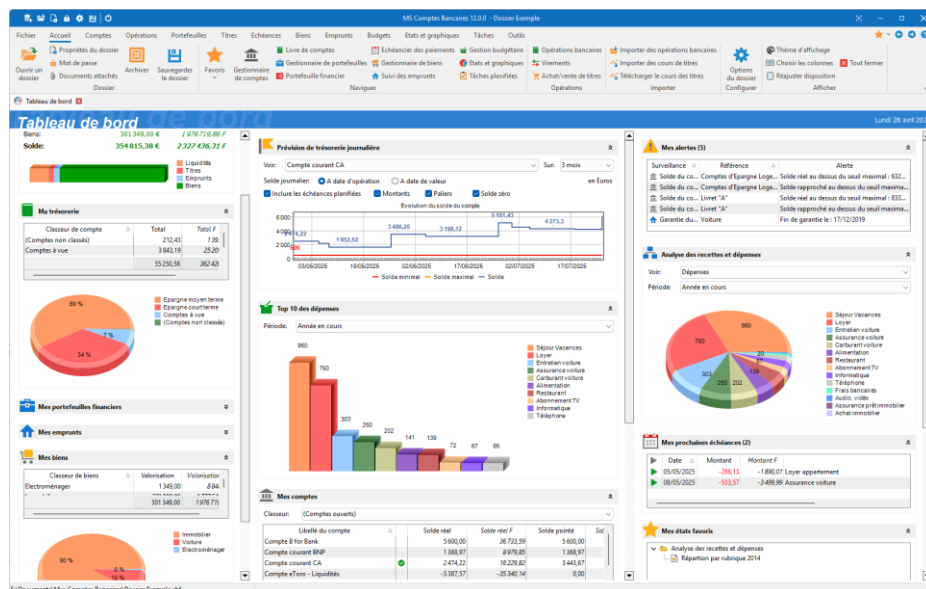 MS Comptes Bancaires 12.0.0 - Dossier Exemple
Fichier Accueil Comptes Opérations Portefeuilles Titres Echéances Biens Emprunts Budgets Etats et graphiques Tâches Outils
Ouvrir un dossier
Propriétés du dossier
Mot de passe
Documents attachés
Archiver
Sauvegarder le dossier
Dossier
Favoris
Gestionnaire de comptes
Livre de comptes
Gestionnaire de portefeuilles
Portefeuille financier
Echéancier des paiements
Gestionnaire de biens
Suivi des emprunts
Gestion budgétaire
Etats et graphiques
Tâches planifiées
Naviguer
Opérations bancaires
Virements
Achat/vente de titres
Opérations
Importer des opérations bancaires
Importer des cours de titres
Télécharger le cours des titres
Importer
Options du dossier
Configurer
Thème d'affichage
Choisir les colonnes
Réajuster disposition
Tout fermer
Afficher
Tableau de bord
Tableau de bord
Lundi 28 avril 202
Biens: 301 349,00 € 1 976 719,86 F
Solde: 354 815,38 € 2 327 436,31 F
Liquidités
Titres
Emprunts
Biens
Ma trésorerie
Classeur de compte Total Total F
(Comptes non classés) 212,43 1 39
Comptes à vue 3 843,19 25 20
55 250,58 362 42
59 %
7 %
34 %
Epargne moyen terme
Epargne court terme
Comptes à vue
(Comptes non classés)
Mes portefeuilles financiers
Mes emprunts
Mes biens
Classeur de biens Valorisation Valorisation
Electroménager 1 349,00 8 84
301 349,00 1 976 71
90 %
0 %
10 %
Immobilier
Voiture
Electroménager
Prévision de trésorerie journalière
Voir: Compte courant CA Sur: 3 mois
Solde journalier: A date d'opération A date de valeur en Euros
Inclure les échéances planifiées Montants Paliers Solde zéro
Evolution du solde du compte
6 000
4 000
2 000
0
2 474,22
500
1 652,52
3 486,25
3 198,12
5 101,43
4 273,3
03/06/2025 18/06/2025 02/06/2025 17/06/2025 02/07/2025 17/07/2025
Solde minimal Solde maximal Solde
Top 10 des dépenses
Période: Année en cours
950
750
303
250
202
141
139
72
67
66
Séjour Vacances
Loyer
Entretien voiture
Assurance voiture
Carburant voiture
Alimentation
Restaurant
Abonnement TV
Informatique
Téléphone
Mes comptes
Classeur: (Comptes ouverts)
Libellé du compte Solde réel Solde réel F Solde pointé Sol
Compte B for Bank 5 600,00 36 733,59 5 600,00
Compte courant BNP 1 368,97 8 979,85 1 368,97
Compte courant CA 2 474,22 16 229,82 3 443,67
Compte eToro - Liquidités -5 387,57 -35 340,14 0,00
Mes alertes (5)
Surveillance Référence Alerte
Solde du co... Comptes d'Epargne Loge... Solde réel au dessus du seuil maximal : 632...
Solde du co... Comptes d'Epargne Loge... Solde rapproché au dessus du seuil maxima...
Solde du co... Livret "A" Solde réel au dessus du seuil maximal : 833...
Solde du co... Livret "A" Solde rapproché au dessus du seuil maxima...
Garantie du... Voiture Fin de garantie le : 17/12/2019
Analyse des recettes et dépenses
Voir: Dépenses
Période: Année en cours
950
750
303
250
202
139
20
Séjour Vacances
Loyer
Entretien voiture
Assurance voiture
Carburant voiture
Alimentation
Restaurant
Abonnement TV
Informatique
Téléphone
Frais bancaires
Audio, vidéo
Assurance prêt immobilier
Achat immobilier
Mes prochaines échéances (2)
Date Montant Montant F
05/05/2025 -288,13 -1 890,01 Loyer appartement
08/05/2025 -533,57 -3 499,99 Assurance voiture
Mes états favoris
Analyse des recettes et dépenses
Répartion par rubrique 2014